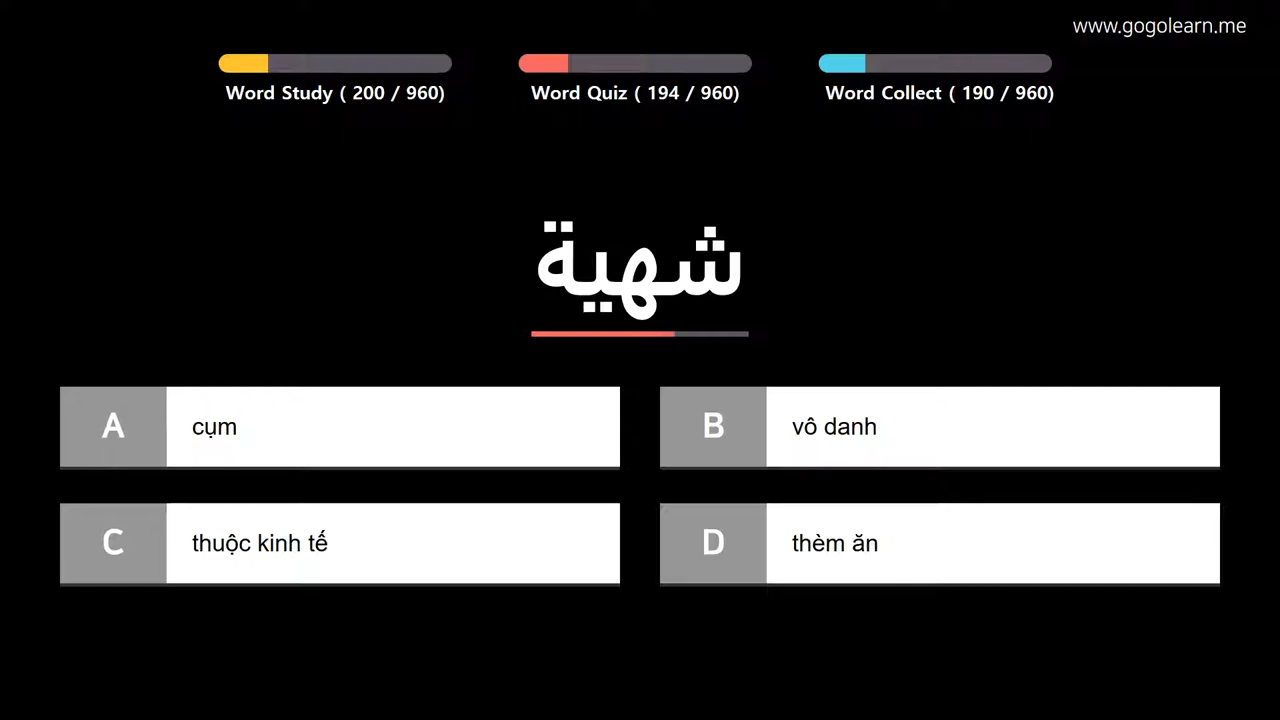 www.gogolearn.me
Word Study ( 200 / 960)
Word Quiz ( 194 / 960)
Word Collect ( 190 / 960)
شهية
A
cụm
B
vô danh
C
thuộc kinh tế
D
thèm ăn